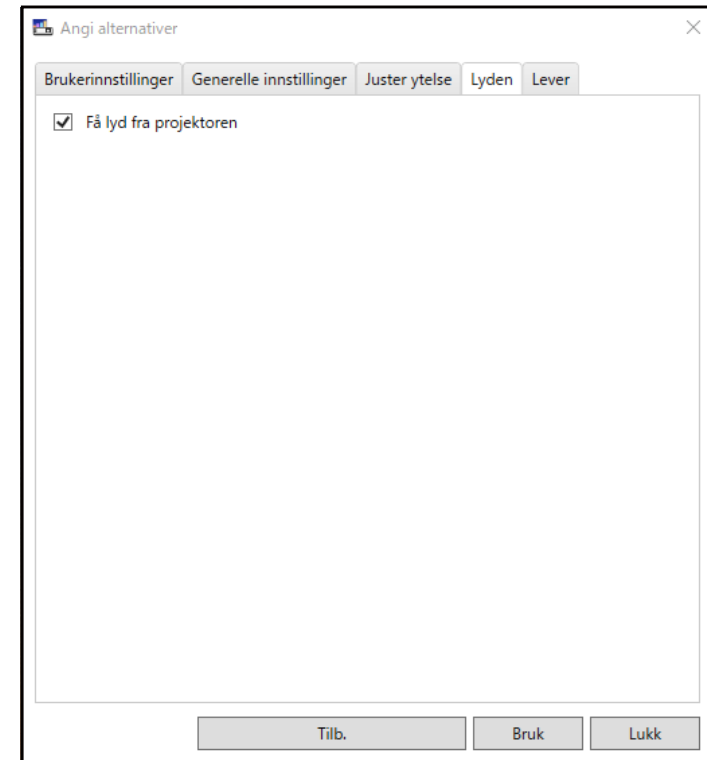 Angi alternativer
Brukerinnstillinger Generelle innstillinger Juster ytelse Lyden Lever
Få lyd fra projektoren
Tilb. Bruk Lukk